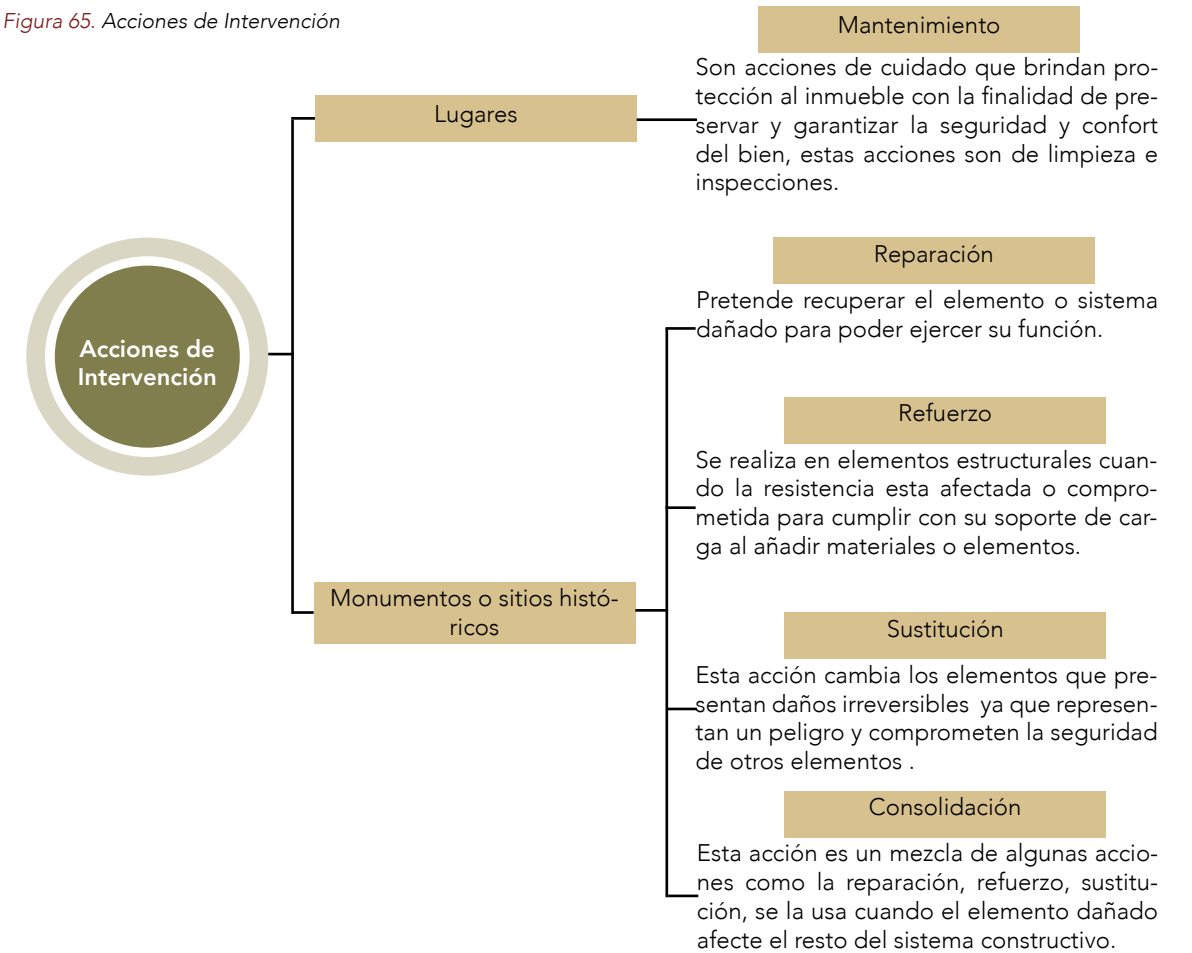 Figura 65. Acciones de Intervención
Acciones de
Intervención
Lugares
Mantenimiento
Son acciones de cuidado que brindan pro-
tección al inmueble con la finalidad de pre-
servar y garantizar la seguridad y confort
del bien, estas acciones son de limpieza e
inspecciones.
Monumentos o sitios histó-
ricos
Reparación
Pretende recuperar el elemento o sistema
dañado para poder ejercer su función.
Refuerzo
Se realiza en elementos estructurales cuan-
do la resistencia esta afectada o compro-
metida para cumplir con su soporte de car-
ga al añadir materiales o elementos.
Sustitución
Esta acción cambia los elementos que pre-
sentan daños irreversibles  ya que represen-
tan un peligro y comprometen la seguridad
de otros elementos .
Consolidación
Esta acción es un mezcla de algunas accio-
nes como la reparación, refuerzo, sustitu-
ción, se la usa cuando el elemento dañado
afecte el resto del sistema constructivo.